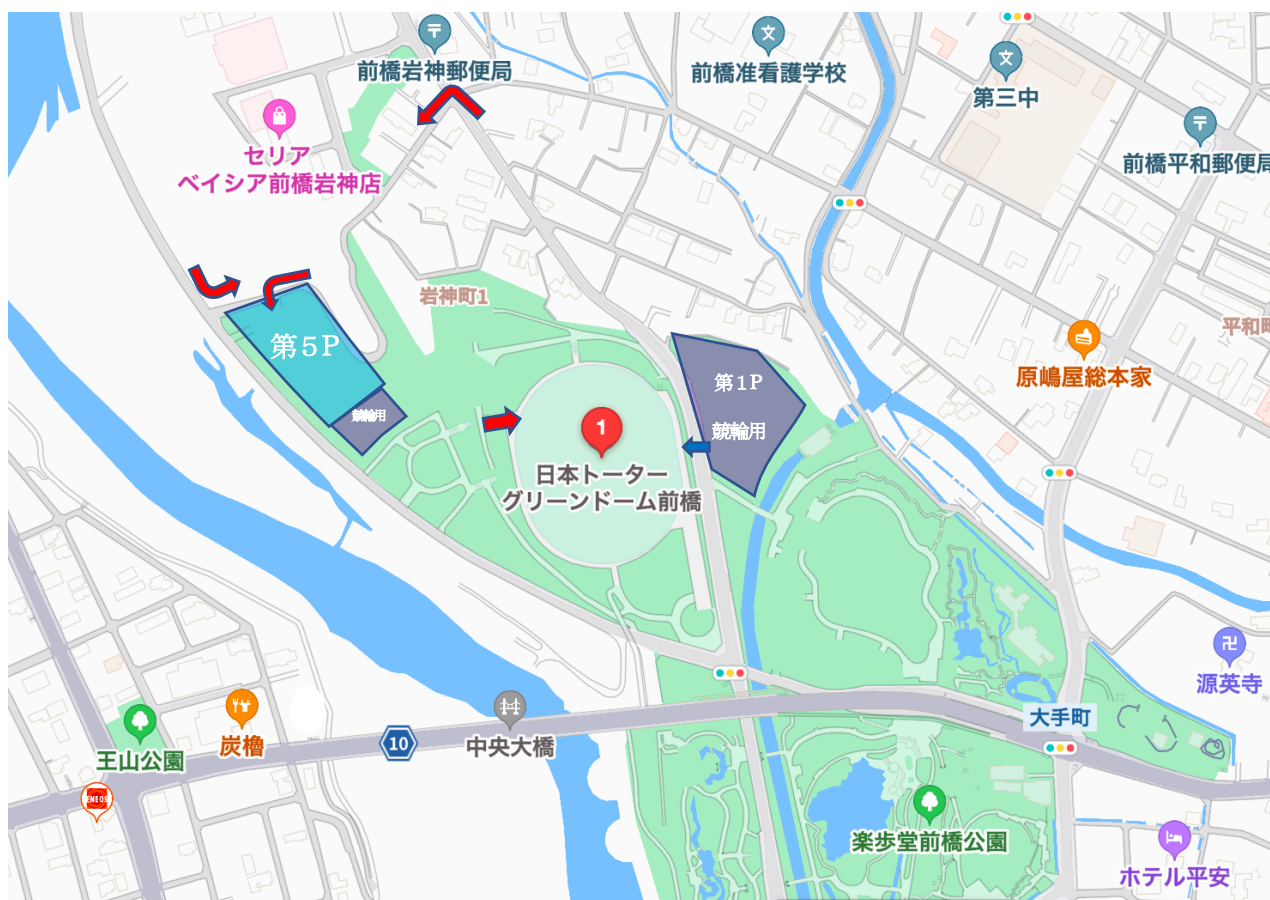 前橋岩神郵便局
文
前橋准看護学校
文
第三中
前橋平和郵便局
セリア
ベイシア前橋岩神店
岩神町1
平和町
第5P
競輪用
第1P
競輪用
原嶋屋総本家
1
日本トーター
グリーンドーム前橋
源英寺
大手町
炭櫓
王山公園
10
中央大橋
ENEOS
楽歩堂前橋公園
ホテル平安